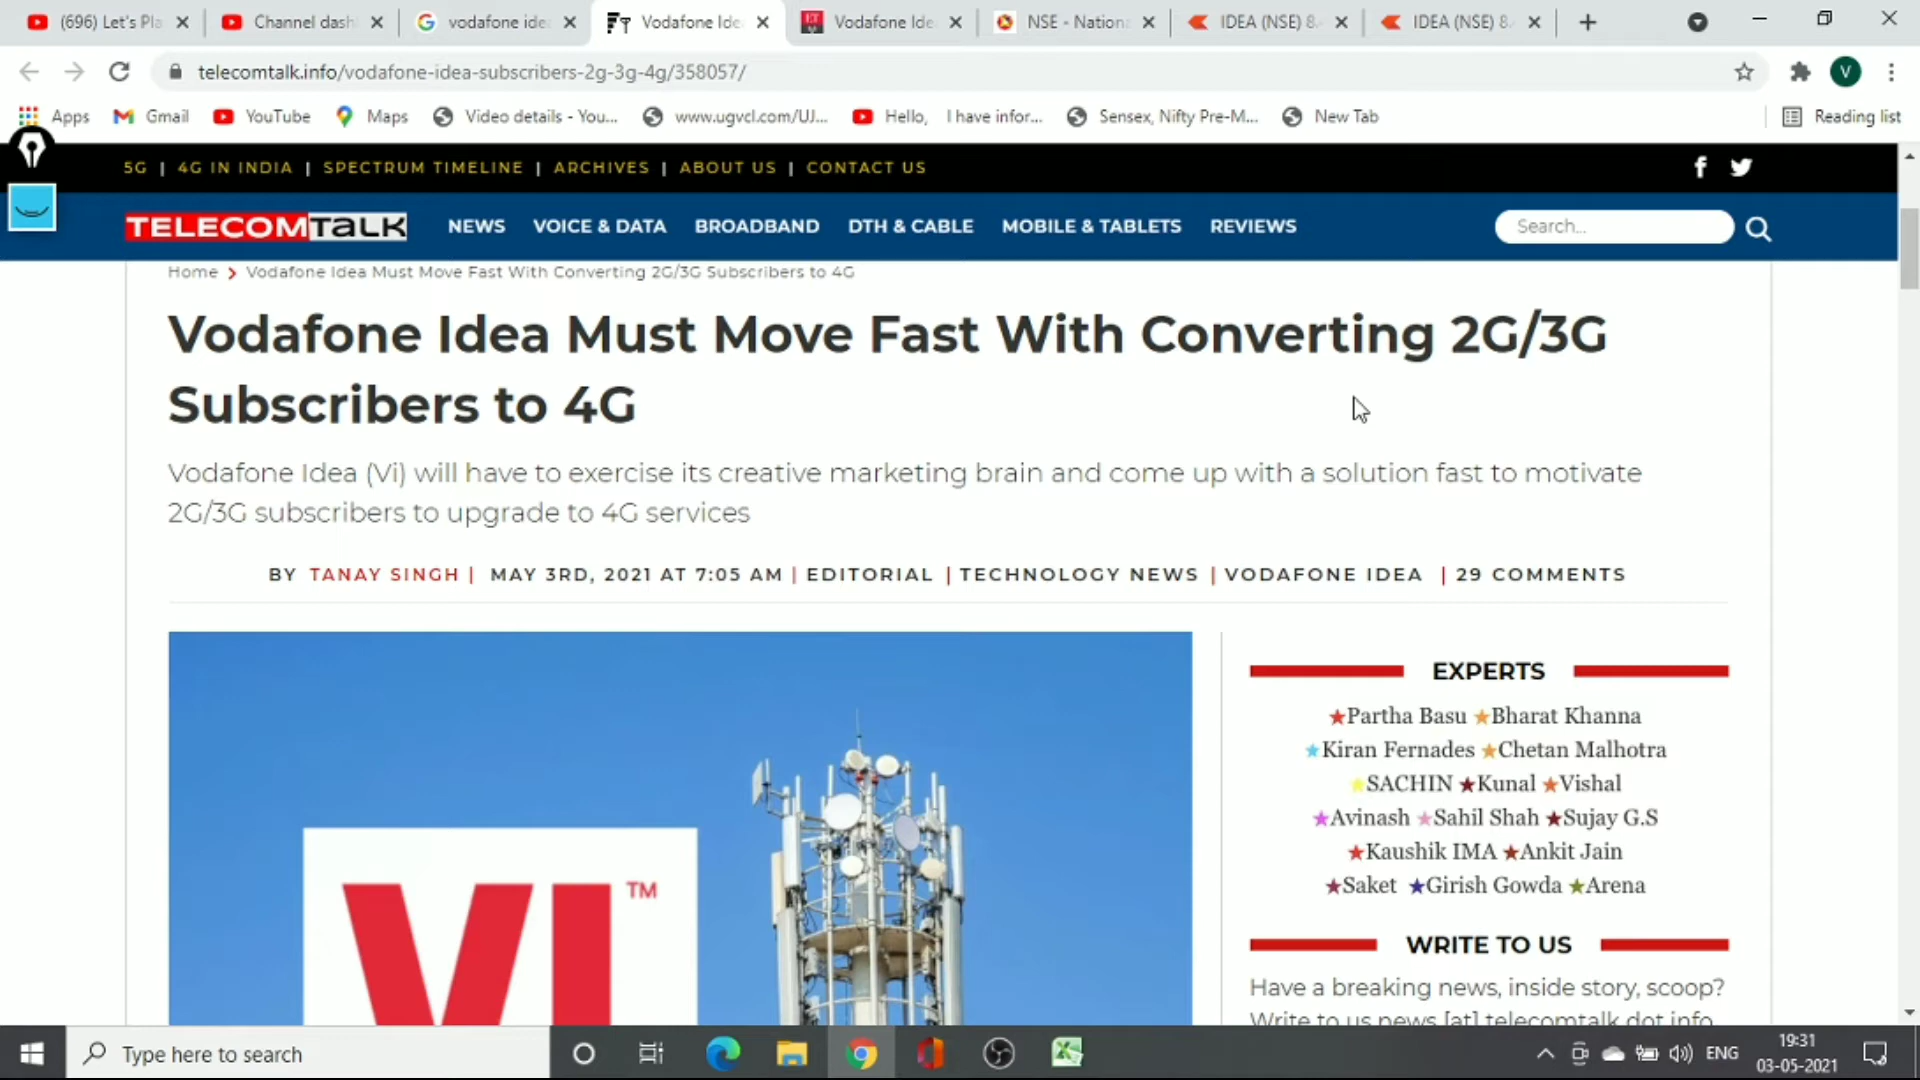 (696) Let's Pla
Channel dash
vodafone ide
Vodafone Ide
Vodafone Ide
NSE - Nation
IDEA (NSE) 8.
IDEA (NSE) 8.
telecomtalk.info/vodafone-idea-subscribers-2g-3g-4g/358057/
V
Apps
Gmail
YouTube
Maps
Video details - You...
www.ugvcl.com/UJ...
Hello, I have infor...
Sensex, Nifty Pre-M...
New Tab
Reading list
5G | 4G IN INDIA | SPECTRUM TIMELINE | ARCHIVES | ABOUT US | CONTACT US
TELECOMTALK
NEWS VOICE & DATA BROADBAND DTH & CABLE MOBILE & TABLETS REVIEWS
Search...
Home > Vodafone Idea Must Move Fast With Converting 2G/3G Subscribers to 4G
Vodafone Idea Must Move Fast With Converting 2G/3G
Subscribers to 4G
Vodafone Idea (Vi) will have to exercise its creative marketing brain and come up with a solution fast to motivate
2G/3G subscribers to upgrade to 4G services
BY TANAY SINGH | MAY 3RD, 2021 AT 7:05 AM | EDITORIAL | TECHNOLOGY NEWS | VODAFONE IDEA | 29 COMMENTS
VI TM
EXPERTS
★Partha Basu ★Bharat Khanna
★Kiran Fernades ★Chetan Malhotra
★SACHIN ★Kunal ★Vishal
★Avinash ★Sahil Shah ★Sujay G.S
★Kaushik IMA ★Ankit Jain
★Saket ★Girish Gowda ★Arena
WRITE TO US
Have a breaking news, inside story, scoop?
Write to us news [at] telecomtalk dot info
Type here to search
ENG
19:31
03-05-2021